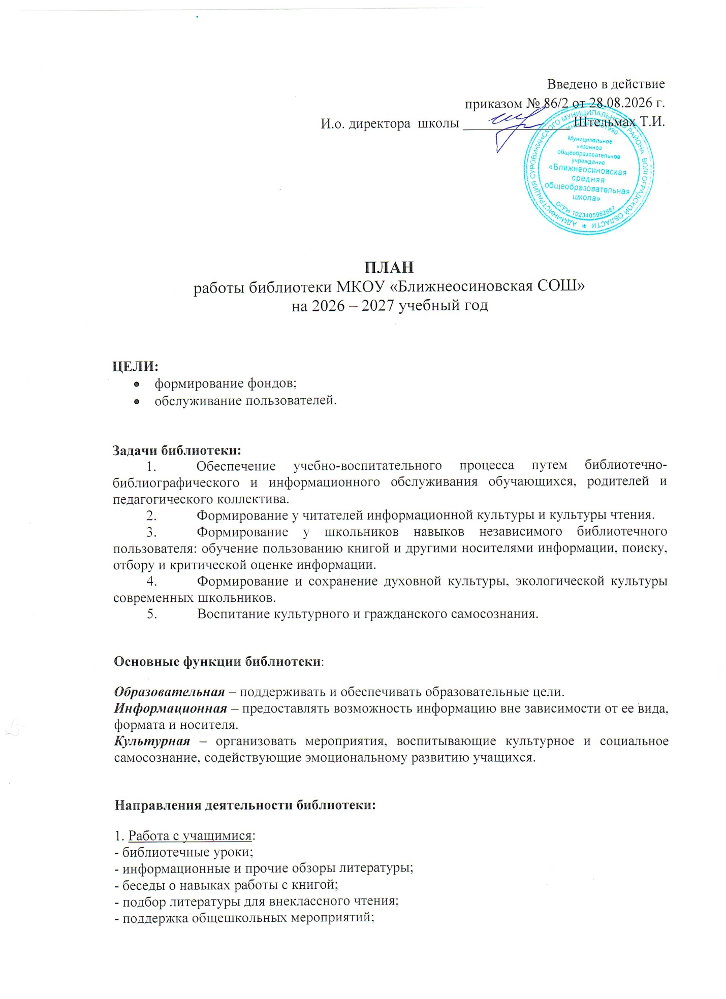 Введено в действие
приказом № 86/2 от 28.08.2026 г.
И.о. директора школы ________________ Штельмах Т.И.
АДМИНИСТРАЦИЯ СУРОВИКИНСКОГО МУНИЦИПАЛЬНОГО РАЙОНА ВОЛГОГРАДСКОЙ ОБЛАСТИ *
Муниципальное
казенное
общеобразовательное
учреждение
«Ближнеосиновская
средняя
общеобразовательная
школа»
ОГРН 1023405962887
ПЛАН
работы библиотеки МКОУ «Ближнеосиновская СОШ»
на 2026 – 2027 учебный год
ЦЕЛИ:
• формирование фондов;
• обслуживание пользователей.
Задачи библиотеки:
1. Обеспечение учебно-воспитательного процесса путем библиотечно-
библиографического и информационного обслуживания обучающихся, родителей и
педагогического коллектива.
2. Формирование у читателей информационной культуры и культуры чтения.
3. Формирование у школьников навыков независимого библиотечного
пользователя: обучение пользованию книгой и другими носителями информации, поиску,
отбору и критической оценке информации.
4. Формирование и сохранение духовной культуры, экологической культуры
современных школьников.
5. Воспитание культурного и гражданского самосознания.
Основные функции библиотеки:
Образовательная – поддерживать и обеспечивать образовательные цели.
Информационная – предоставлять возможность информацию вне зависимости от ее вида,
формата и носителя.
Культурная – организовать мероприятия, воспитывающие культурное и социальное
самосознание, содействующие эмоциональному развитию учащихся.
Направления деятельности библиотеки:
1. Работа с учащимися:
- библиотечные уроки;
- информационные и прочие обзоры литературы;
- беседы о навыках работы с книгой;
- подбор литературы для внеклассного чтения;
- поддержка общешкольных мероприятий;